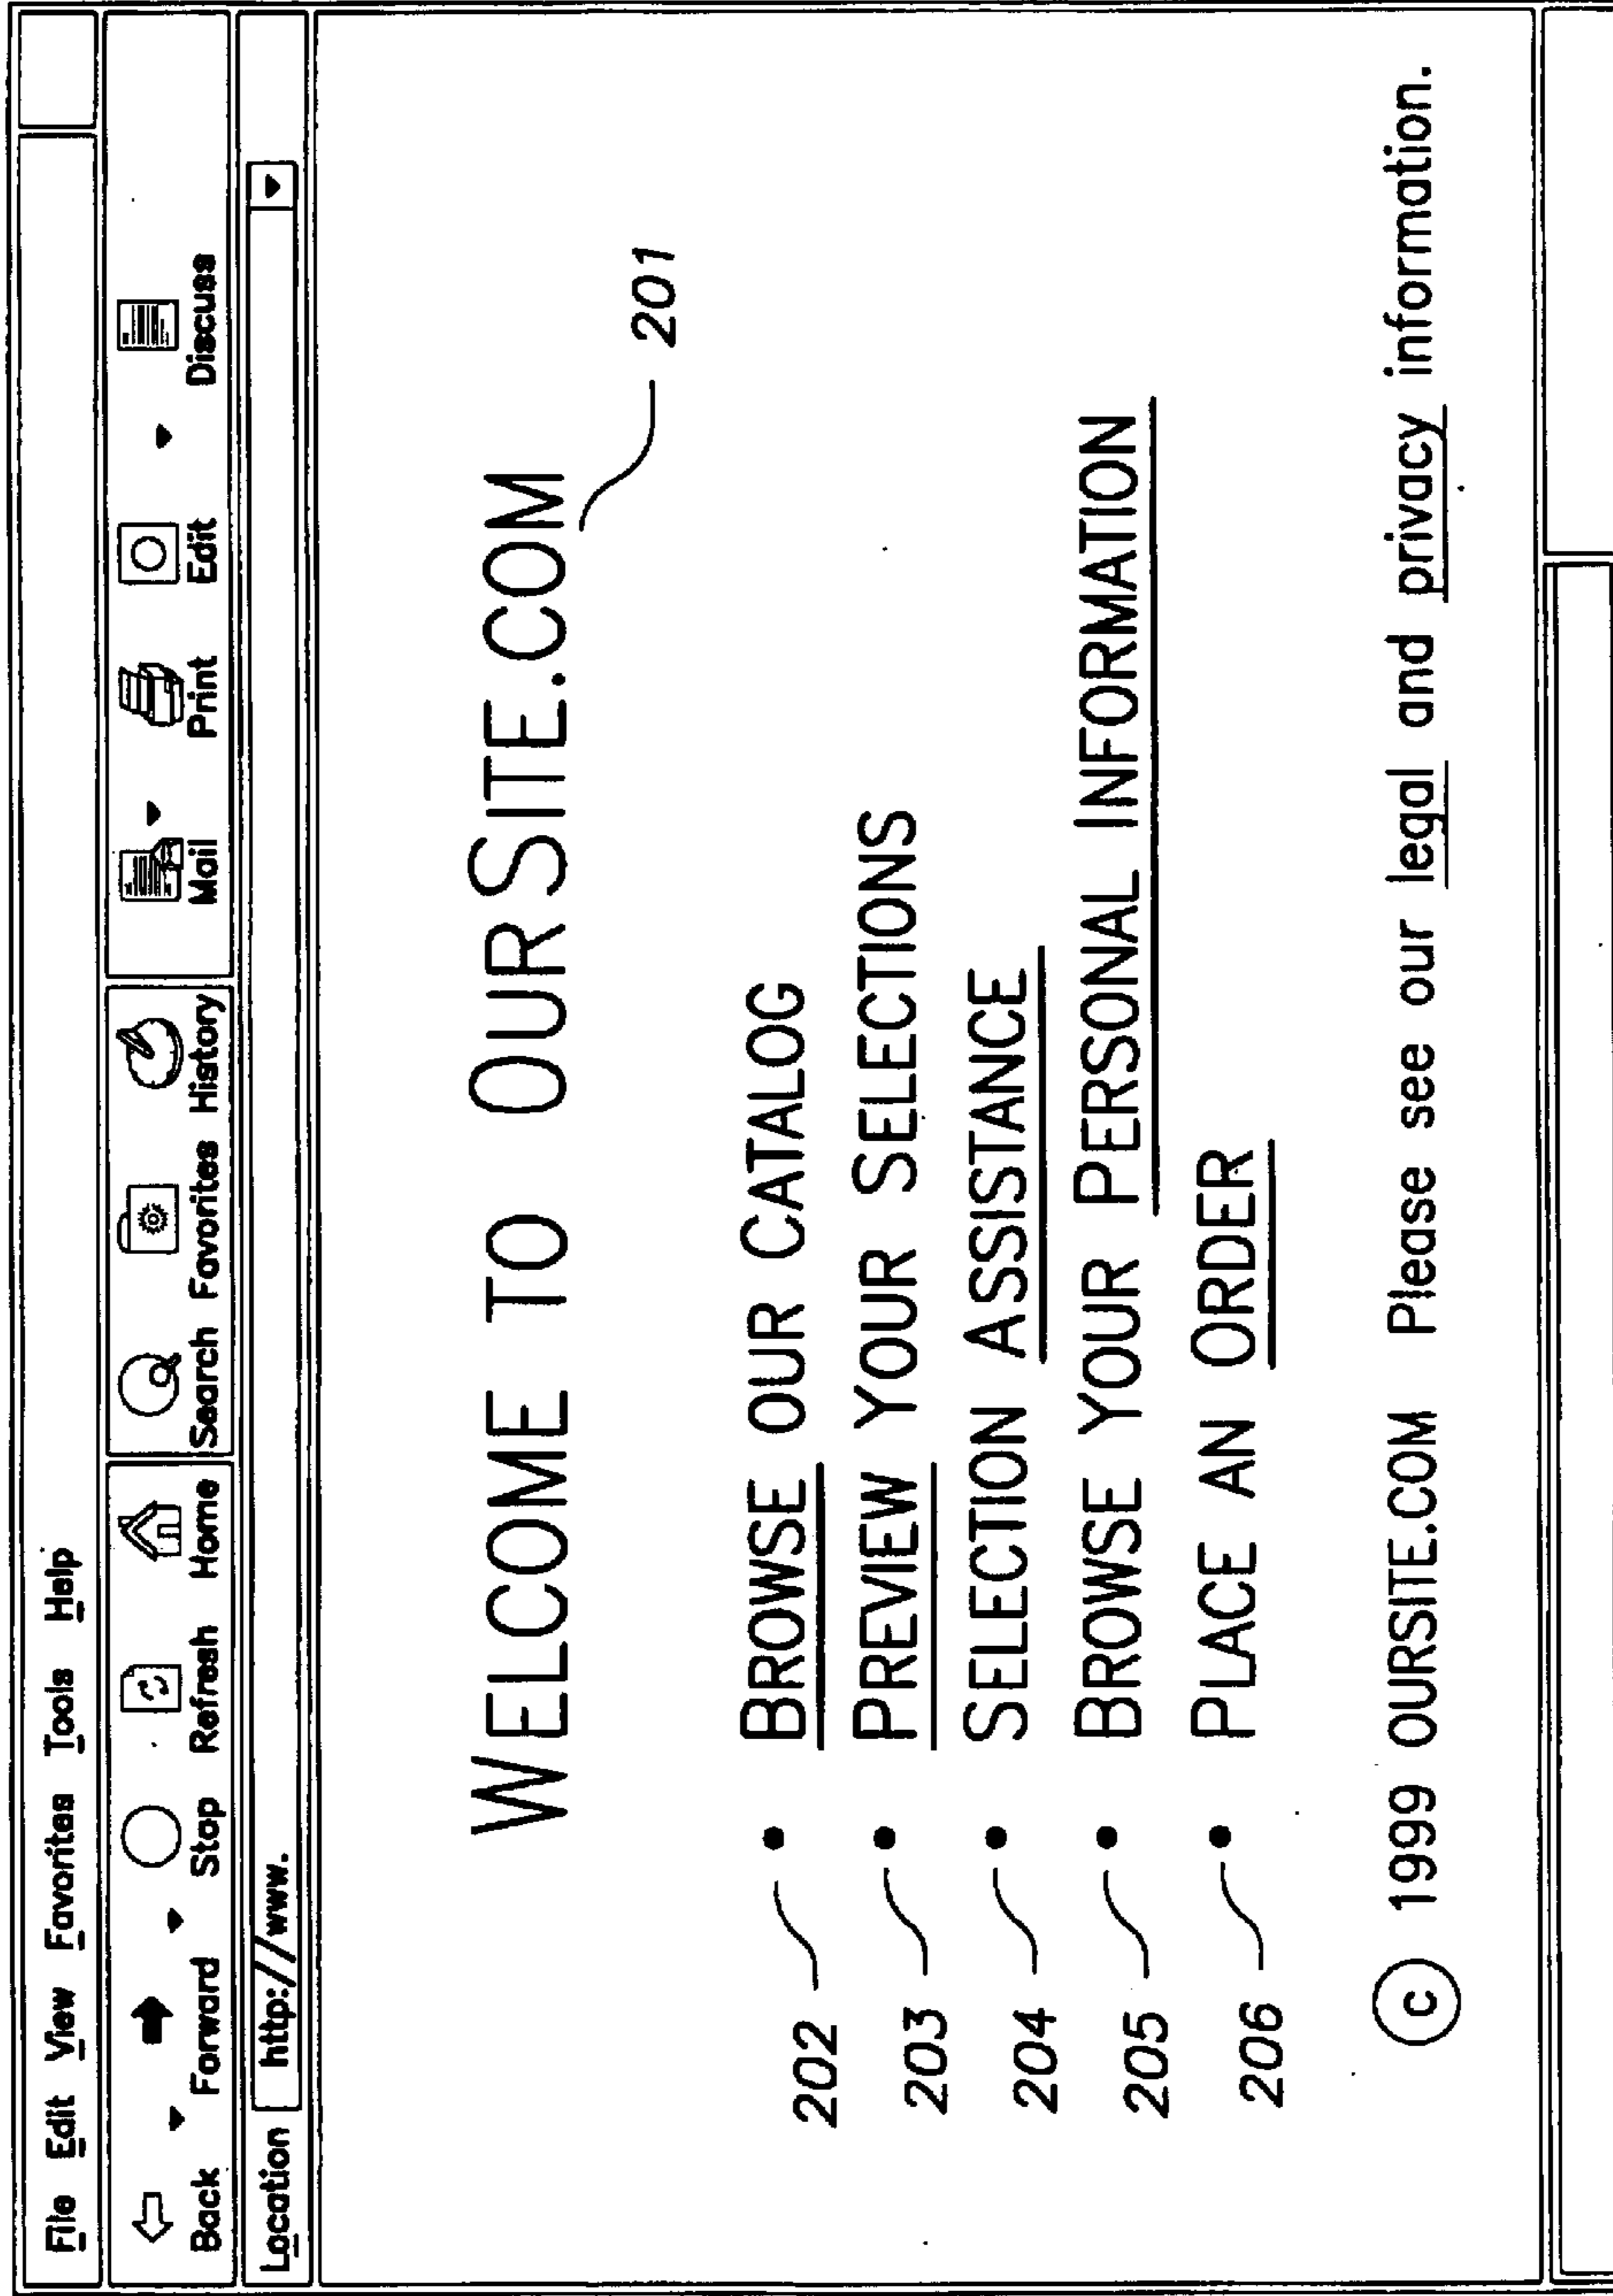 File Edit View Favorites Tools Help
Back Forward Stop Refresh Home Search Favorites History Mail Print Edit Discuss
Location http://www.
WELCOME TO OURSITE.COM
201
202 • BROWSE OUR CATALOG
203 • PREVIEW YOUR SELECTIONS
204 • SELECTION ASSISTANCE
205 • BROWSE YOUR PERSONAL INFORMATION
206 • PLACE AN ORDER
© 1999 OURSITE.COM Please see our legal and privacy information.